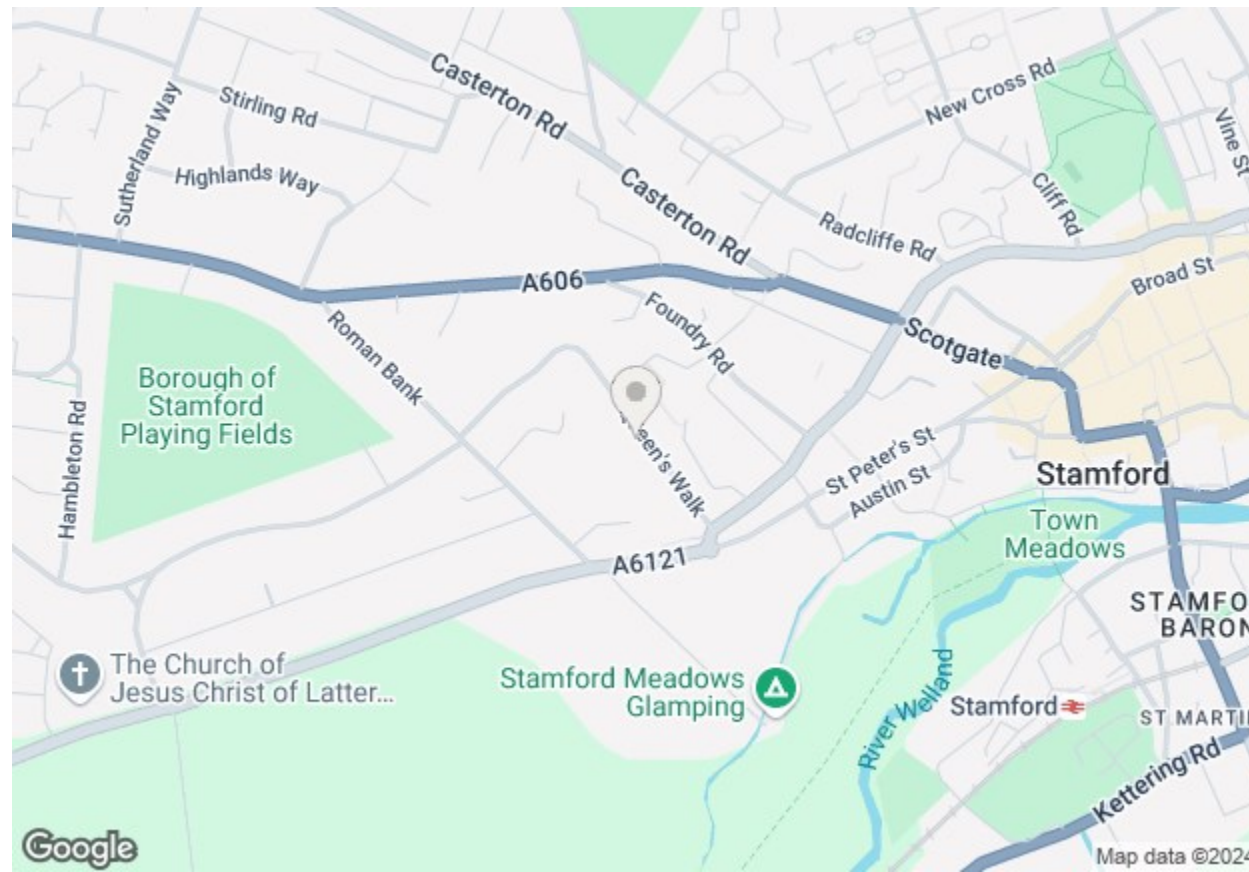 Casterton Rd
New Cross Rd
Stirling Rd
Sutherland Way
Vine St
Highlands Way
Casterton Rd
Cliff Rd
Radcliffe Rd
Broad St
A606
Foundry Rd
Roman Bank
Scotgate
Borough of
Stamford
Playing Fields
Hambleton Rd
een's Walk
St Peter's St
Austin St
Stamford
Town
Meadows
A6121
STAMFO
BARON
The Church of
Jesus Christ of Latter...
Stamford Meadows
Glamping
River Welland
Stamford
ST MARTI
Kettering Rd
Google
Map data ©2024